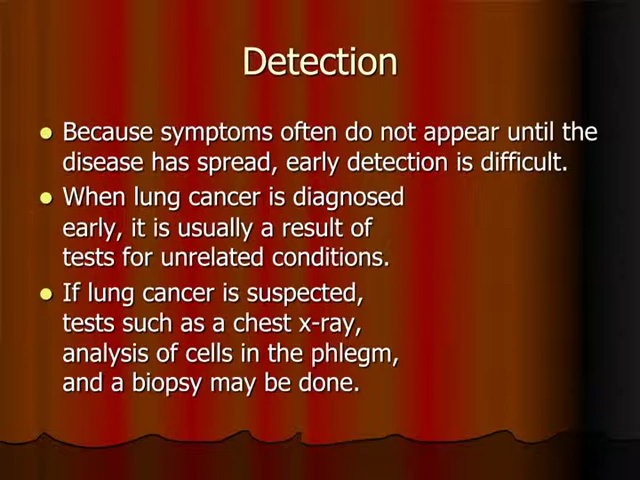 Detection
Because symptoms often do not appear until the
disease has spread, early detection is difficult.
When lung cancer is diagnosed
early, it is usually a result of
tests for unrelated conditions.
If lung cancer is suspected,
tests such as a chest x-ray,
analysis of cells in the phlegm,
and a biopsy may be done.